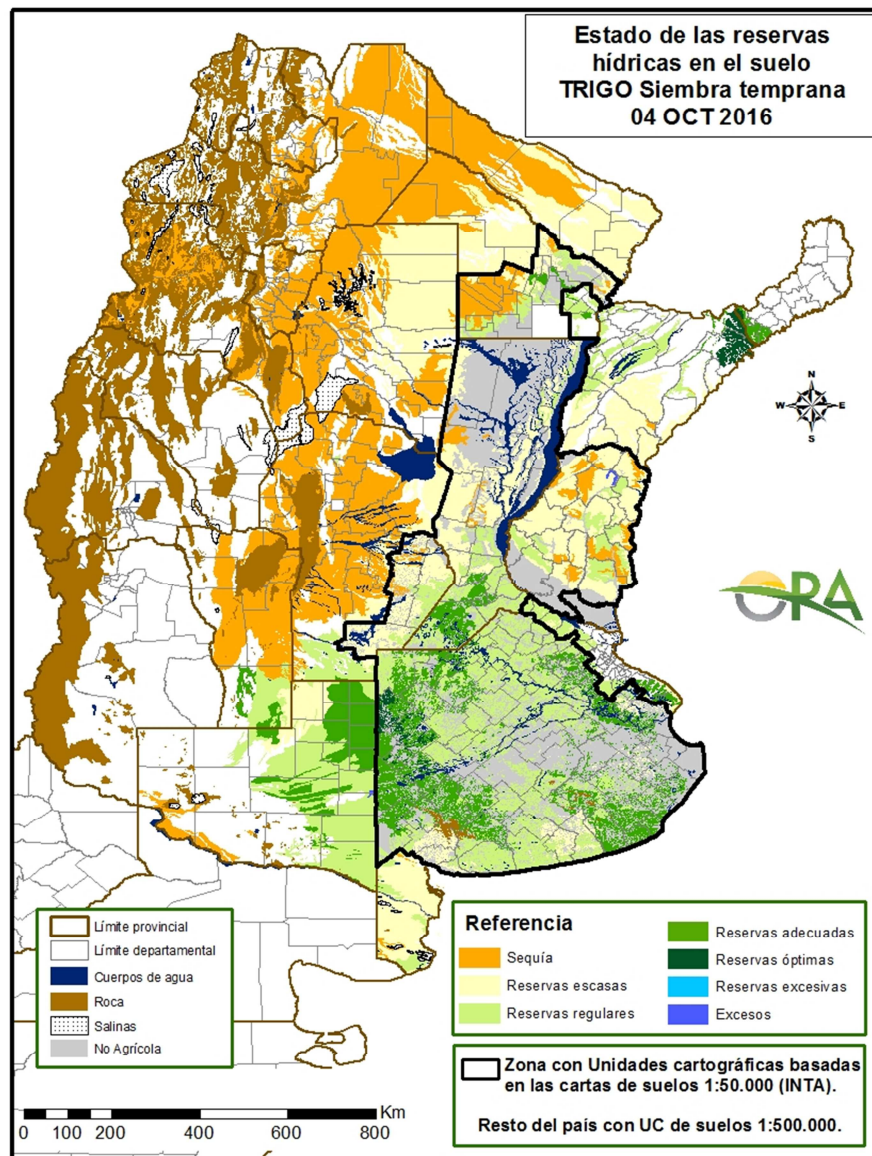 Estado de las reservas
hídricas en el suelo
TRIGO Siembra temprana
04 OCT 2016
N
W E
S
ORA
Límite provincial
Límite departamental
Cuerpos de agua
Roca
Salinas
No Agrícola
Referencia
Sequía
Reservas escasas
Reservas regulares
Reservas adecuadas
Reservas óptimas
Reservas excesivas
Excesos
Zona con Unidades cartográficas basadas
en las cartas de suelos 1:50.000 (INTA).
Resto del país con UC de suelos 1:500.000.
Km
0 100 200 400 600 800